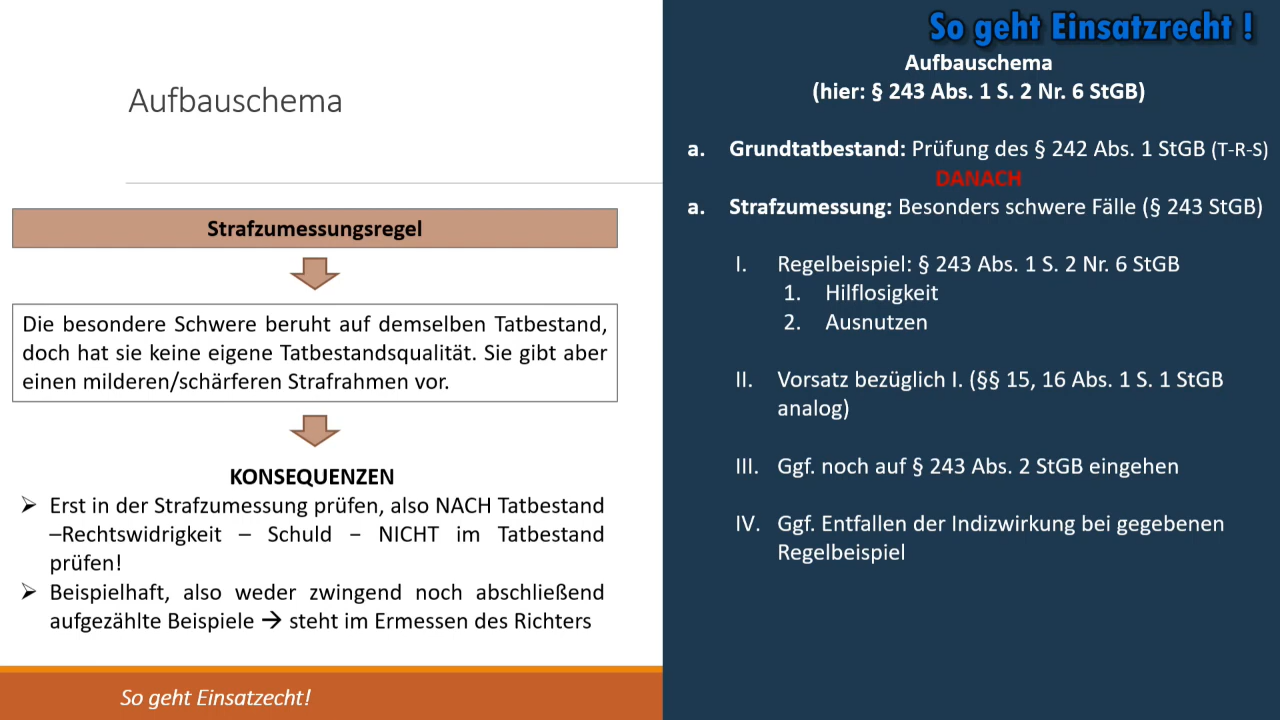 Aufbauschema
Strafzumessungsregel
Die besondere Schwere beruht auf demselben Tatbestand,
doch hat sie keine eigene Tatbestandsqualität. Sie gibt aber
einen milderen/schärferen Strafrahmen vor.
KONSEQUENZEN
➢ Erst in der Strafzumessung prüfen, also NACH Tatbestand
–Rechtswidrigkeit – Schuld – NICHT im Tatbestand
prüfen!
➢ Beispielhaft, also weder zwingend noch abschließend
aufgezählte Beispiele → steht im Ermessen des Richters
So geht Einsatzecht!
So geht Einsatzrecht !
Aufbauschema
(hier: § 243 Abs. 1 S. 2 Nr. 6 StGB)
a. Grundtatbestand: Prüfung des § 242 Abs. 1 StGB (T-R-S)
DANACH
a. Strafzumessung: Besonders schwere Fälle (§ 243 StGB)
I. Regelbeispiel: § 243 Abs. 1 S. 2 Nr. 6 StGB
1. Hilflosigkeit
2. Ausnutzen
II. Vorsatz bezüglich I. (§§ 15, 16 Abs. 1 S. 1 StGB
analog)
III. Ggf. noch auf § 243 Abs. 2 StGB eingehen
IV. Ggf. Entfallen der Indizwirkung bei gegebenen
Regelbeispiel